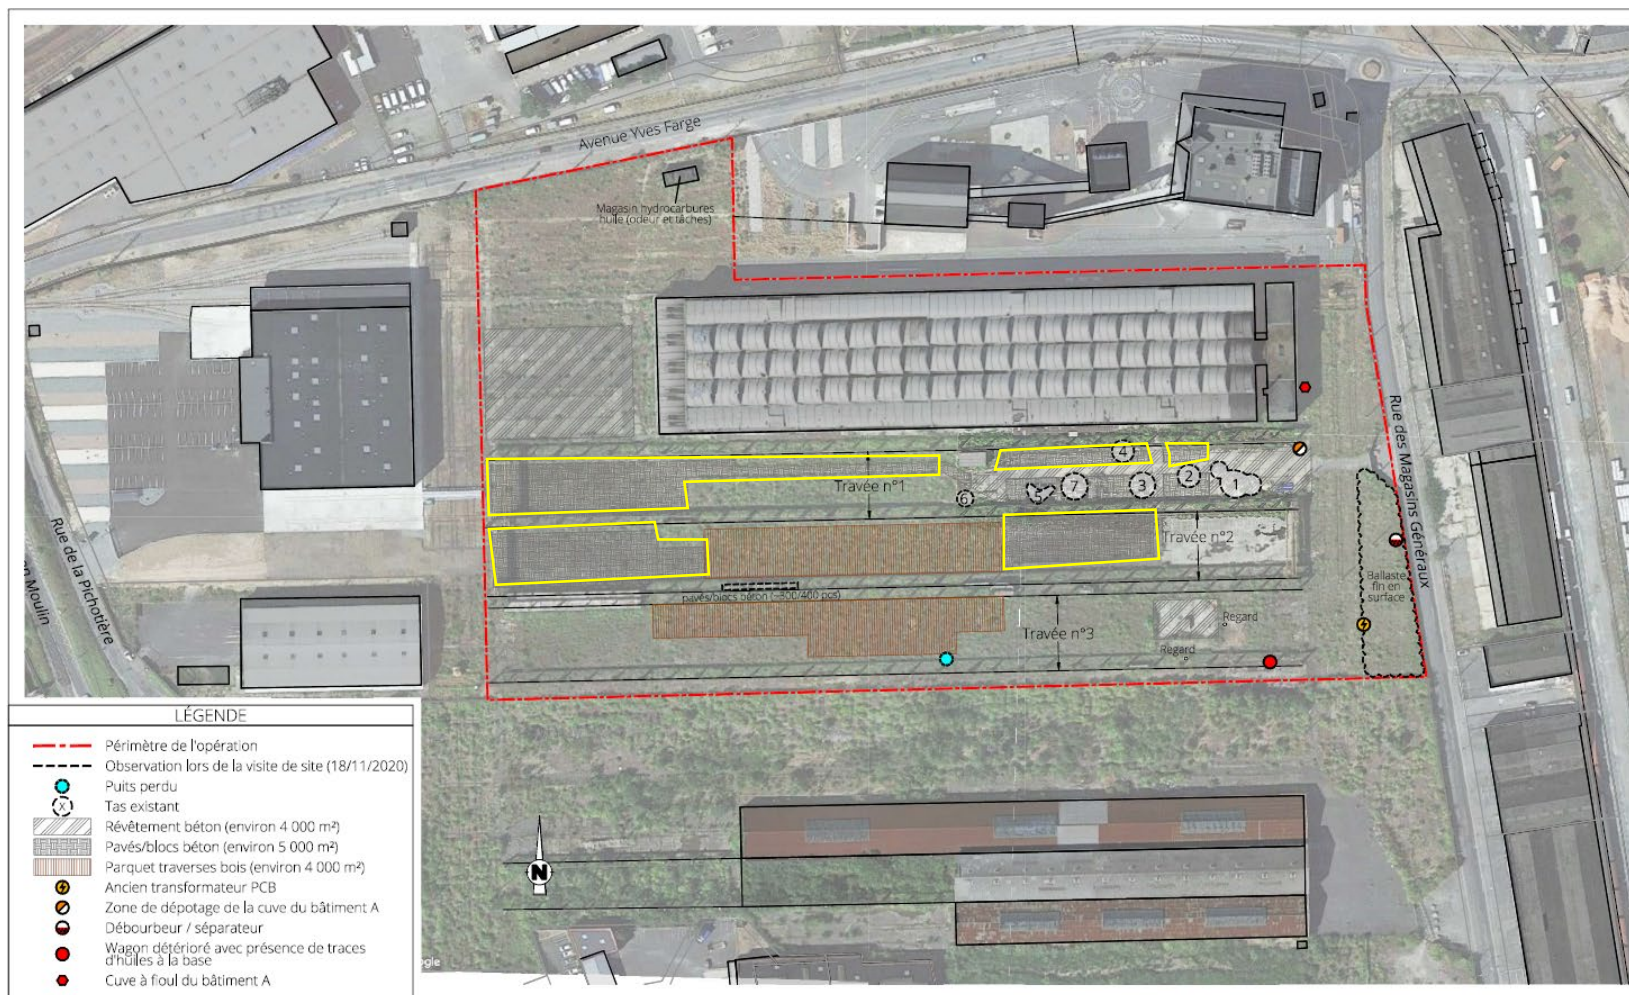 Avenue Yves Farge
Magasin hydrocarbures
huile (odeur et tâches)
Rue des Magasins Généraux
4
Travée n°1
6
5
7
3
2
1
Travée n°2
Rue de la Pichotière
en Moulin
Ballaste
fin en
surface
pavés/blocs béton (~300/400 pcs)
Travée n°3
Regard
Regard
LÉGENDE
Périmètre de l'opération
Observation lors de la visite de site (18/11/2020)
Puits perdu
X
Tas existant
Révêtement béton (environ 4 000 m²)
Pavés/blocs béton (environ 5 000 m²)
Parquet traverses bois (environ 4 000 m²)
Ancien transformateur PCB
Zone de dépotage de la cuve du bâtiment A
Débourbeur / séparateur
Wagon détérioré avec présence de traces
d'huiles à la base
Cuve à fioul du bâtiment A
N
ogle